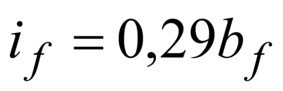 i_f = 0,29b_f